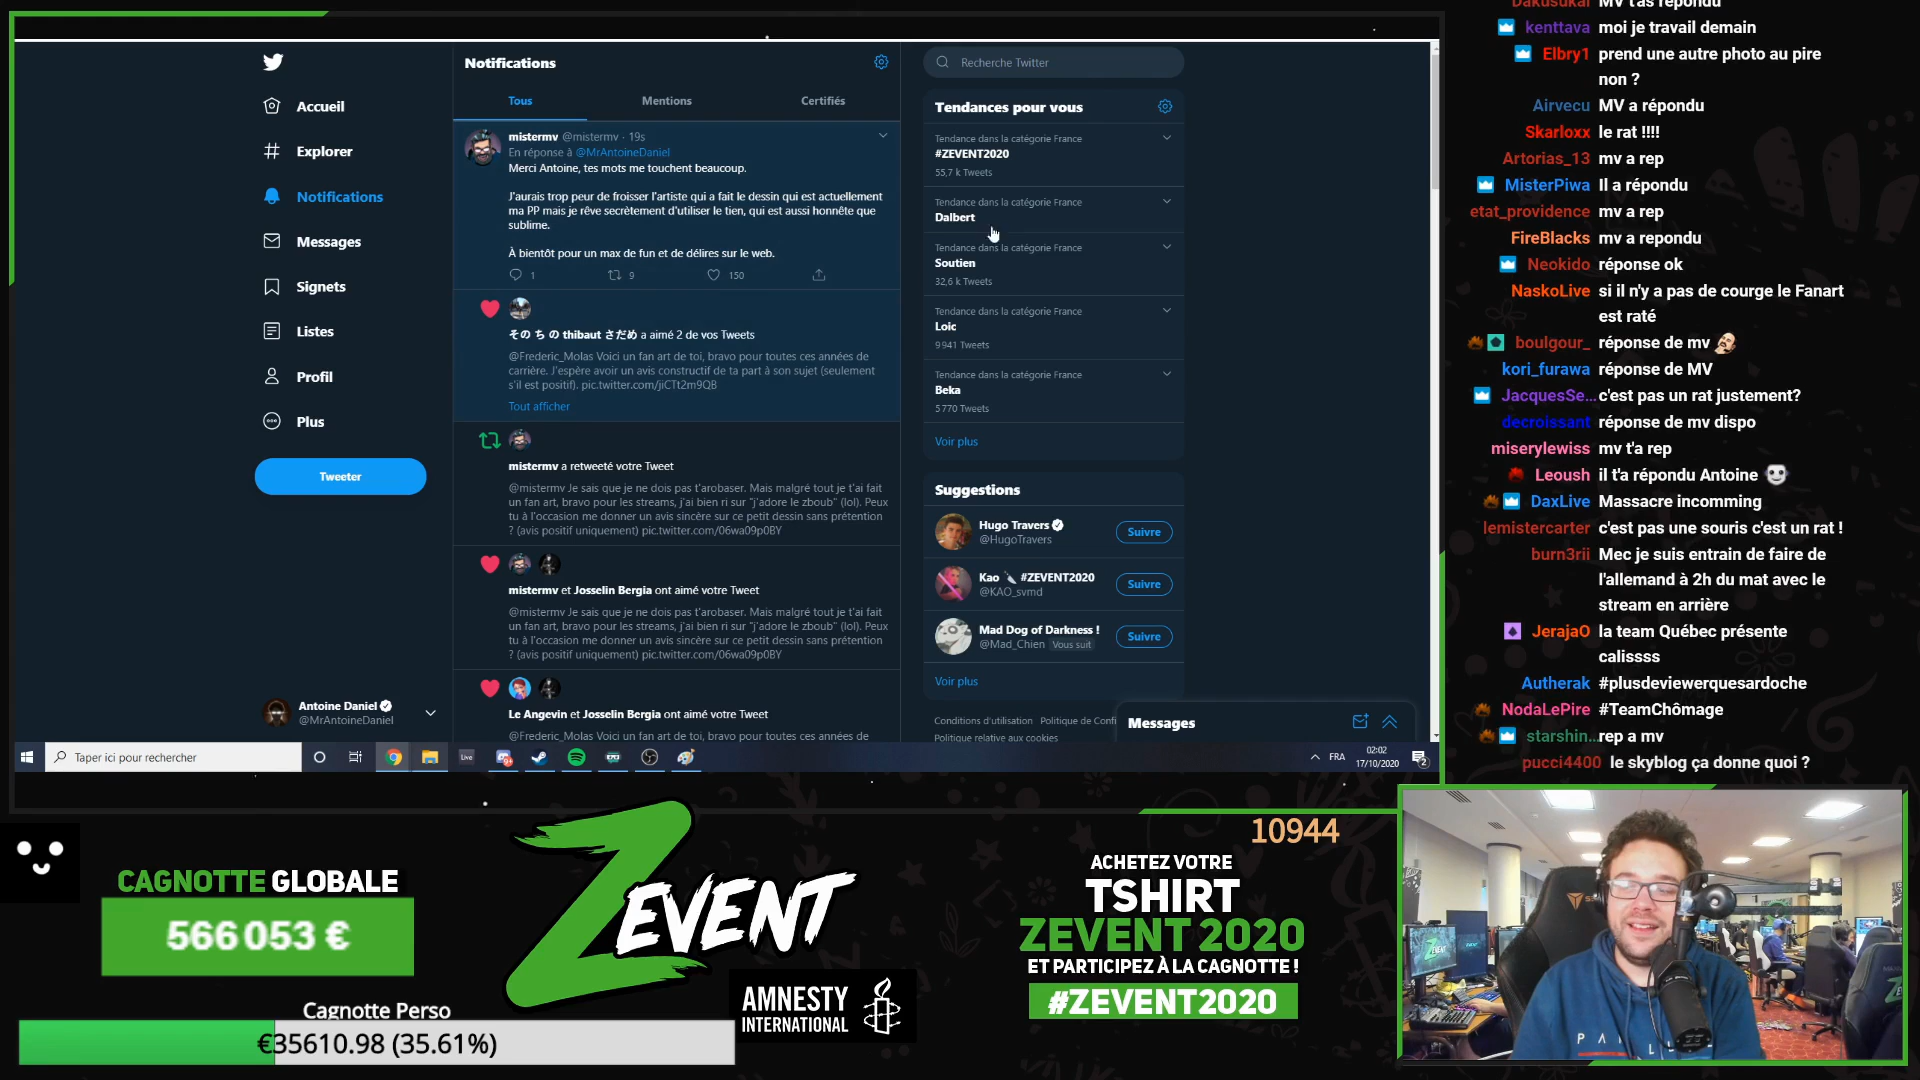 Notifications
Tous
Mentions
Certifiés
mistermv @mistermv · 19s
En réponse à @MrAntoineDaniel
Merci Antoine, tes mots me touchent beaucoup.
J'aurais trop peur de froisser l'artiste qui a fait le dessin qui est actuellement
ma PP mais je rêve secrètement d'utiliser le tien, qui est aussi honnête que
sublime.
À bientôt pour un max de fun et de délires sur le web.
1
9
150
その ち の thibaut さだめ a aimé 2 de vos Tweets
@Frederic_Molas Voici un fan art de toi, bravo pour toutes ces années de
carrière. J'espère avoir un avis constructif de ta part à son sujet (seulement
s'il est positif). pic.twitter.com/jiCTt2m9QB
Tout afficher
mistermv a retweeté votre Tweet
@mistermv Je sais que je ne dois pas t'arobaser. Mais malgré tout je t'ai fait
un fan art, bravo pour les streams, j'ai bien ri sur "j'adore le zboub" (lol). Peux
tu à l'occasion me donner un avis sincère sur ce petit dessin sans prétention
? (avis positif uniquement) pic.twitter.com/06wa09p0BY
mistermv et Josselin Bergia ont aimé votre Tweet
@mistermv Je sais que je ne dois pas t'arobaser. Mais malgré tout je t'ai fait
un fan art, bravo pour les streams, j'ai bien ri sur "j'adore le zboub" (lol). Peux
tu à l'occasion me donner un avis sincère sur ce petit dessin sans prétention
? (avis positif uniquement) pic.twitter.com/06wa09p0BY
Le Angevin et Josselin Bergia ont aimé votre Tweet
@Frederic_Molas Voici un fan art de toi, bravo pour toutes ces années de
Accueil
Explorer
Notifications
Messages
Signets
Listes
Profil
Plus
Tweeter
Antoine Daniel
@MrAntoineDaniel
Recherche Twitter
Tendances pour vous
Tendance dans la catégorie France
#ZEVENT2020
55,7 k Tweets
Tendance dans la catégorie France
Dalbert
Tendance dans la catégorie France
Soutien
32,6 k Tweets
Tendance dans la catégorie France
Loic
9 941 Tweets
Tendance dans la catégorie France
Beka
5 770 Tweets
Voir plus
Suggestions
Hugo Travers
@HugoTravers
Suivre
Kao #ZEVENT2020
@KAO_svmd
Suivre
Mad Dog of Darkness !
@Mad_Chien Vous suit
Suivre
Voir plus
Conditions d'utilisation Politique de Confi
Politique relative aux cookies
Messages
Taper ici pour rechercher
Live
FRA
02:02
17/10/2020
2
Dakusukai MV t'as répondu
kenttava moi je travail demain
Elbry1 prend une autre photo au pire
non ?
Airvecu MV a répondu
Skarloxx le rat !!!!
Artorias_13 mv a rep
MisterPiwa Il a répondu
etat_providence mv a rep
FireBlacks mv a repondu
Neokido réponse ok
NaskoLive si il n'y a pas de courge le Fanart
est raté
boulgour_ réponse de mv
kori_furawa réponse de MV
JacquesSe... c'est pas un rat justement?
decroissant réponse de mv dispo
miserylewiss mv t'a rep
Leoush il t'a répondu Antoine
DaxLive Massacre incomming
lemistercarter c'est pas une souris c'est un rat !
burn3rii Mec je suis entrain de faire de
l'allemand à 2h du mat avec le
stream en arrière
JerajaO la team Québec présente
calissss
Autherak #plusdeviewerquesardoche
NodaLePire #TeamChômage
starshin... rep a mv
pucci4400 le skyblog ça donne quoi ?
CAGNOTTE GLOBALE
566 053 €
Cagnotte Perso
€35610.98 (35.61%)
ZEVENT
AMNESTY
INTERNATIONAL
10944
ACHETEZ VOTRE
TSHIRT
ZEVENT 2020
ET PARTICIPEZ À LA CAGNOTTE !
#ZEVENT2020